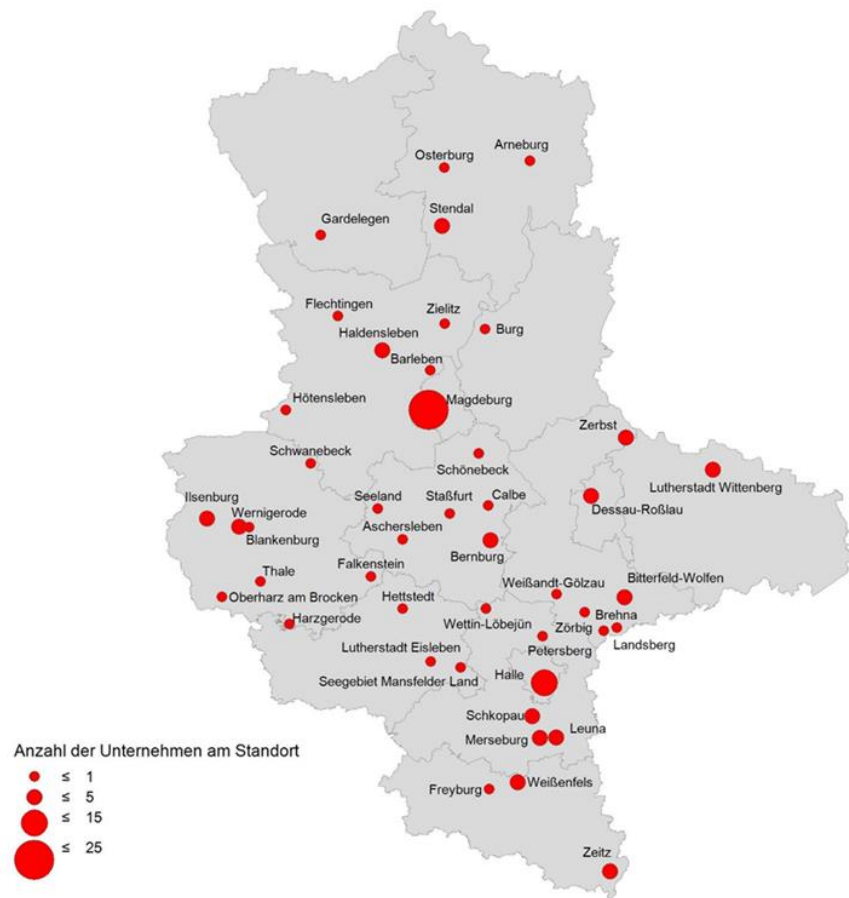 Arneburg
Osterburg
Stendal
Gardelegen
Flechtingen
Zielitz
Haldensleben
Burg
Barleben
Hötensleben
Magdeburg
Zerbst
Schwanebeck
Schönebeck
Lutherstadt Wittenberg
Ilsenburg
Seeland
Staßfurt
Calbe
Dessau-Roßlau
Wernigerode
Aschersleben
Blankenburg
Bernburg
Thale
Falkenstein
Weißandt-Gölzau
Bitterfeld-Wolfen
Oberharz am Brocken
Hettstedt
Harzgerode
Wettin-Löbejün
Zörbig
Brehna
Landsberg
Petersberg
Lutherstadt Eisleben
Seegebiet Mansfelder Land
Halle
Schkopau
Leuna
Merseburg
Anzahl der Unternehmen am Standort
≤ 1
≤ 5
≤ 15
≤ 25
Freyburg
Weißenfels
Zeitz